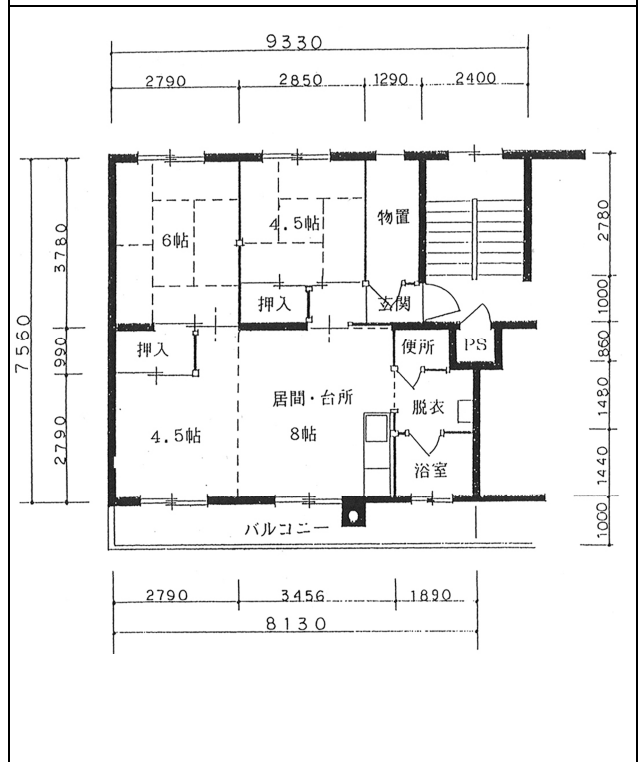 9330
2790
2850
1290
2400
6帖
4.5帖
物置
押入
玄関
押入
便所
PS
居間・台所
8帖
4.5帖
脱衣
浴室
バルコニー
7560
3780
990
2790
2780
1000
860
1480
1440
1000
2790
3456
1890
8130